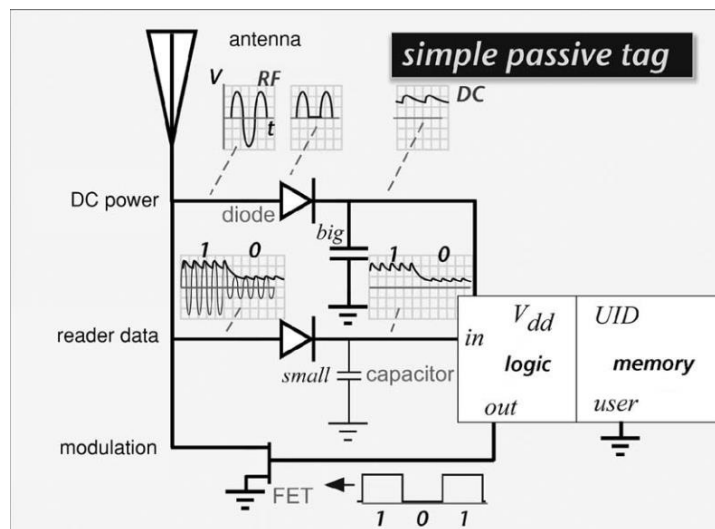 antenna
simple passive tag
V RF
t
DC
DC power
diode
big
1 0
1 0
reader data
in
V_dd
UID
small
capacitor
logic
memory
out
user
modulation
FET
1 0 1